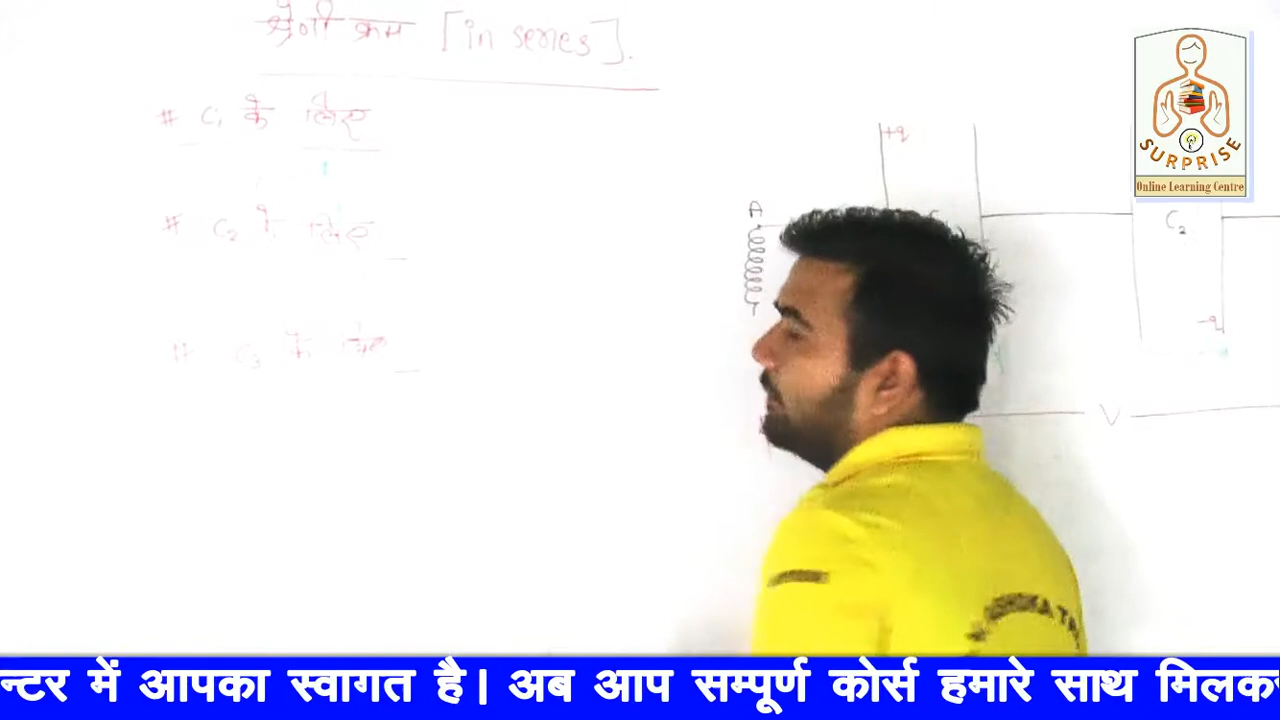 श्रेणी क्रम [in series].
# C₁ के लिए
# C₂ के लिए
# C₃ के लिए
+q
A
C₂
-q
V
SURPRISE
Online Learning Centre
न्टर में आपका स्वागत है| अब आप सम्पूर्ण कोर्स हमारे साथ मिलक